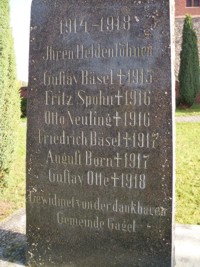 1914-1918
Ihren Heldensöhnen
Gustav Basel † 1915
Fritz Spohn † 1916
Otto Neuling † 1916
Friedrich Basel † 1917
August Born † 1917
Gustav Otte † 1918
Gewidmet von der dankbaren
Gemeinde Gagel